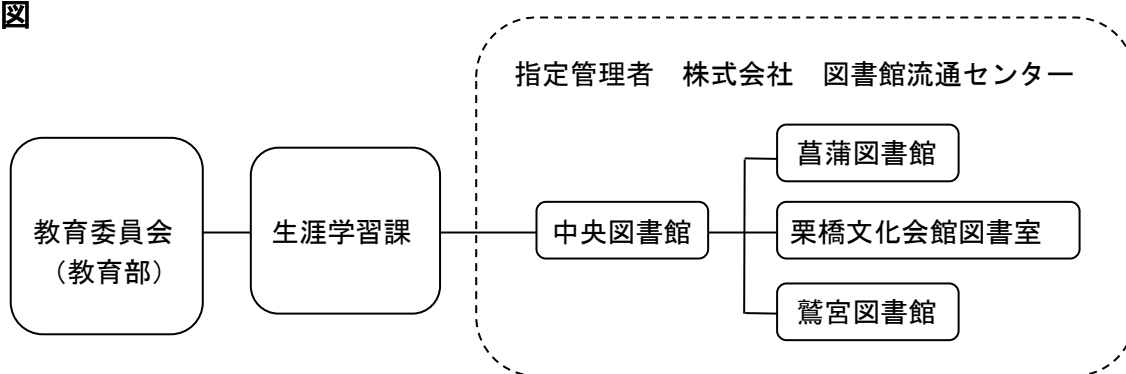 図
指定管理者　株式会社　図書館流通センター
教育委員会
（教育部）
生涯学習課
中央図書館
菖蒲図書館
栗橋文化会館図書室
鷲宮図書館